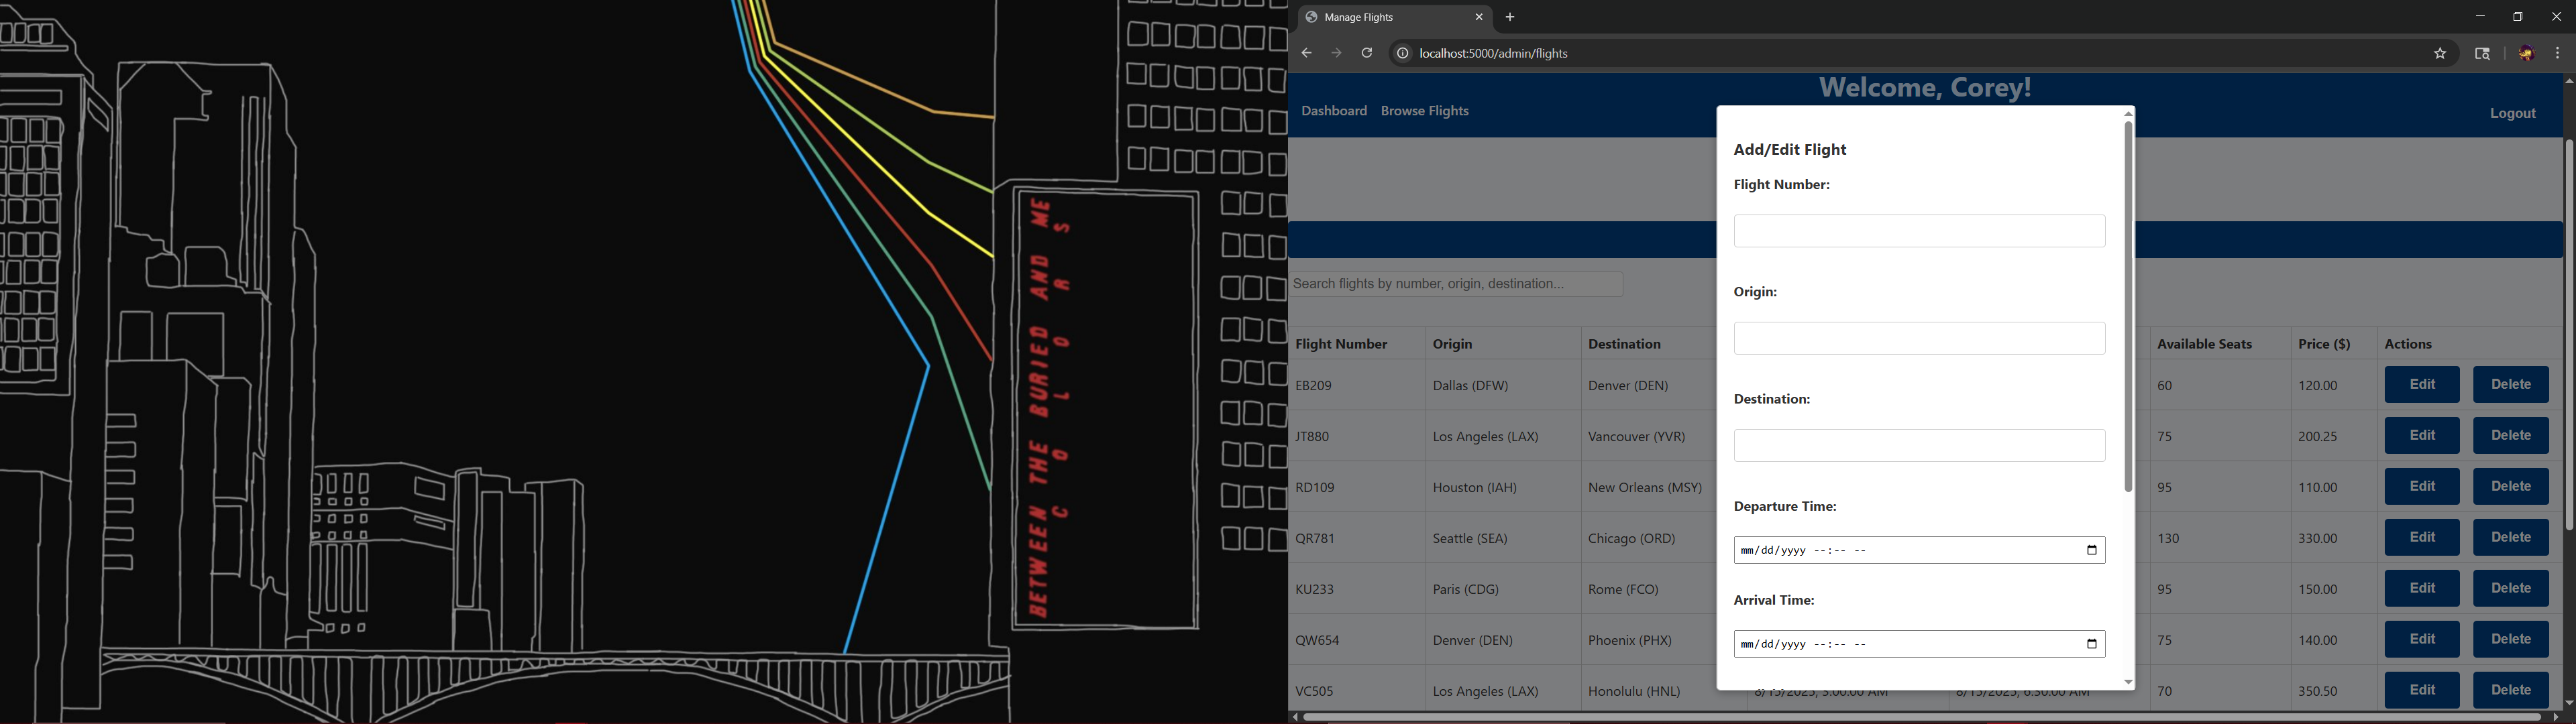 BETWEEN THE BURIED AND ME
COLORS
Manage Flights
localhost:5000/admin/flights
Welcome, Corey!
Dashboard Browse Flights
Logout
Add/Edit Flight
Flight Number:
Origin:
Destination:
Departure Time:
mm/dd/yyyy --:-- --
Arrival Time:
mm/dd/yyyy --:-- --
Search flights by number, origin, destination...
Flight Number Origin Destination Available Seats Price ($) Actions
EB209 Dallas (DFW) Denver (DEN) 60 120.00 Edit Delete
JT880 Los Angeles (LAX) Vancouver (YVR) 75 200.25 Edit Delete
RD109 Houston (IAH) New Orleans (MSY) 95 110.00 Edit Delete
QR781 Seattle (SEA) Chicago (ORD) 130 330.00 Edit Delete
KU233 Paris (CDG) Rome (FCO) 95 150.00 Edit Delete
QW654 Denver (DEN) Phoenix (PHX) 75 140.00 Edit Delete
VC505 Los Angeles (LAX) Honolulu (HNL) 70 350.50 Edit Delete